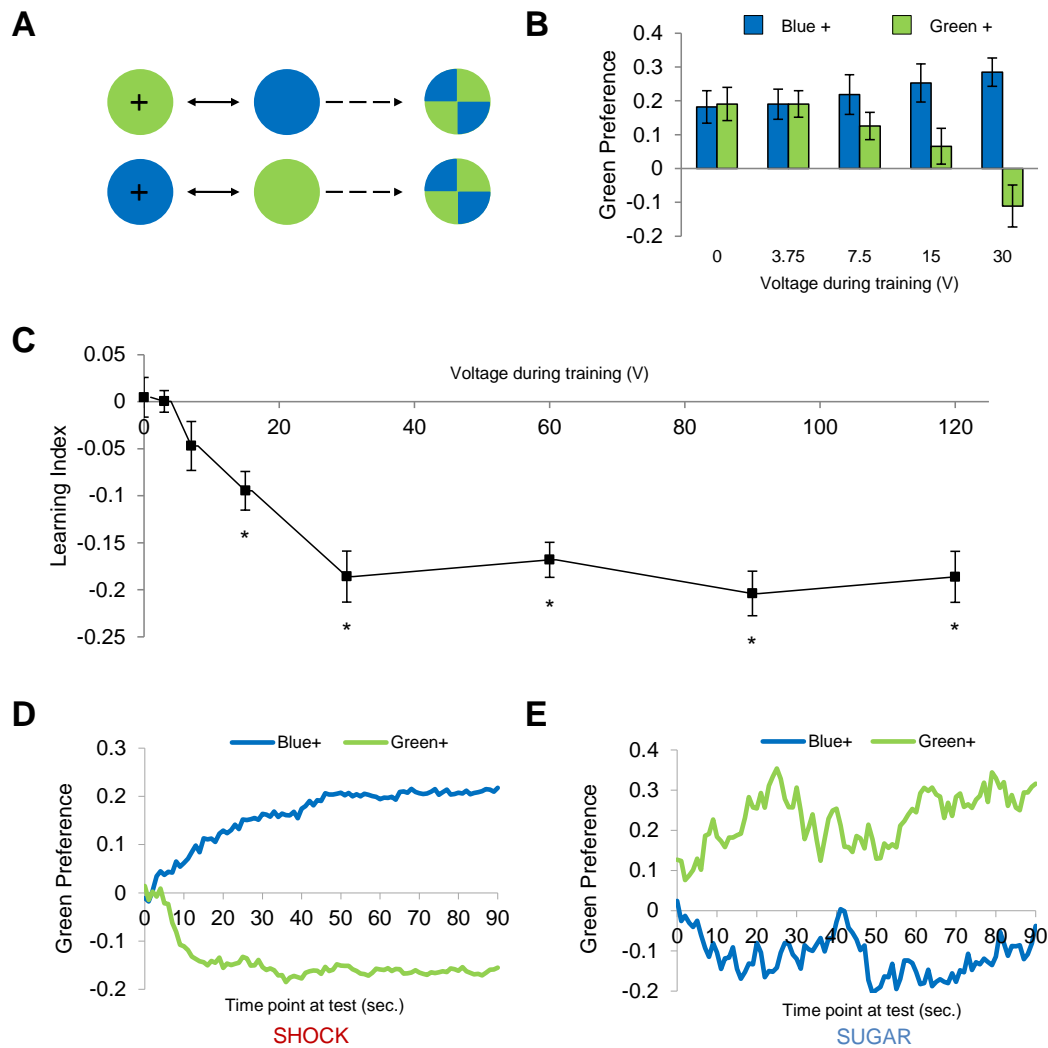 A
+
+
B
Blue +
Green +
0.4
0.3
0.2
0.1
0
-0.1
-0.2
Green Preference
0 3.75 7.5 15 30
Voltage during training (V)
C
0.05
0
-0.05
-0.1
-0.15
-0.2
-0.25
Learning Index
Voltage during training (V)
0 20 40 60 80 100 120
*
*
*
*
*
D
Blue+ Green+
0.3
0.2
0.1
0
-0.1
-0.2
Green Preference
0 10 20 30 40 50 60 70 80 90
Time point at test (sec.)
SHOCK
E
Blue+ Green+
0.4
0.3
0.2
0.1
0
-0.1
-0.2
Green Preference
0 10 20 30 40 50 60 70 80 90
Time point at test (sec.)
SUGAR